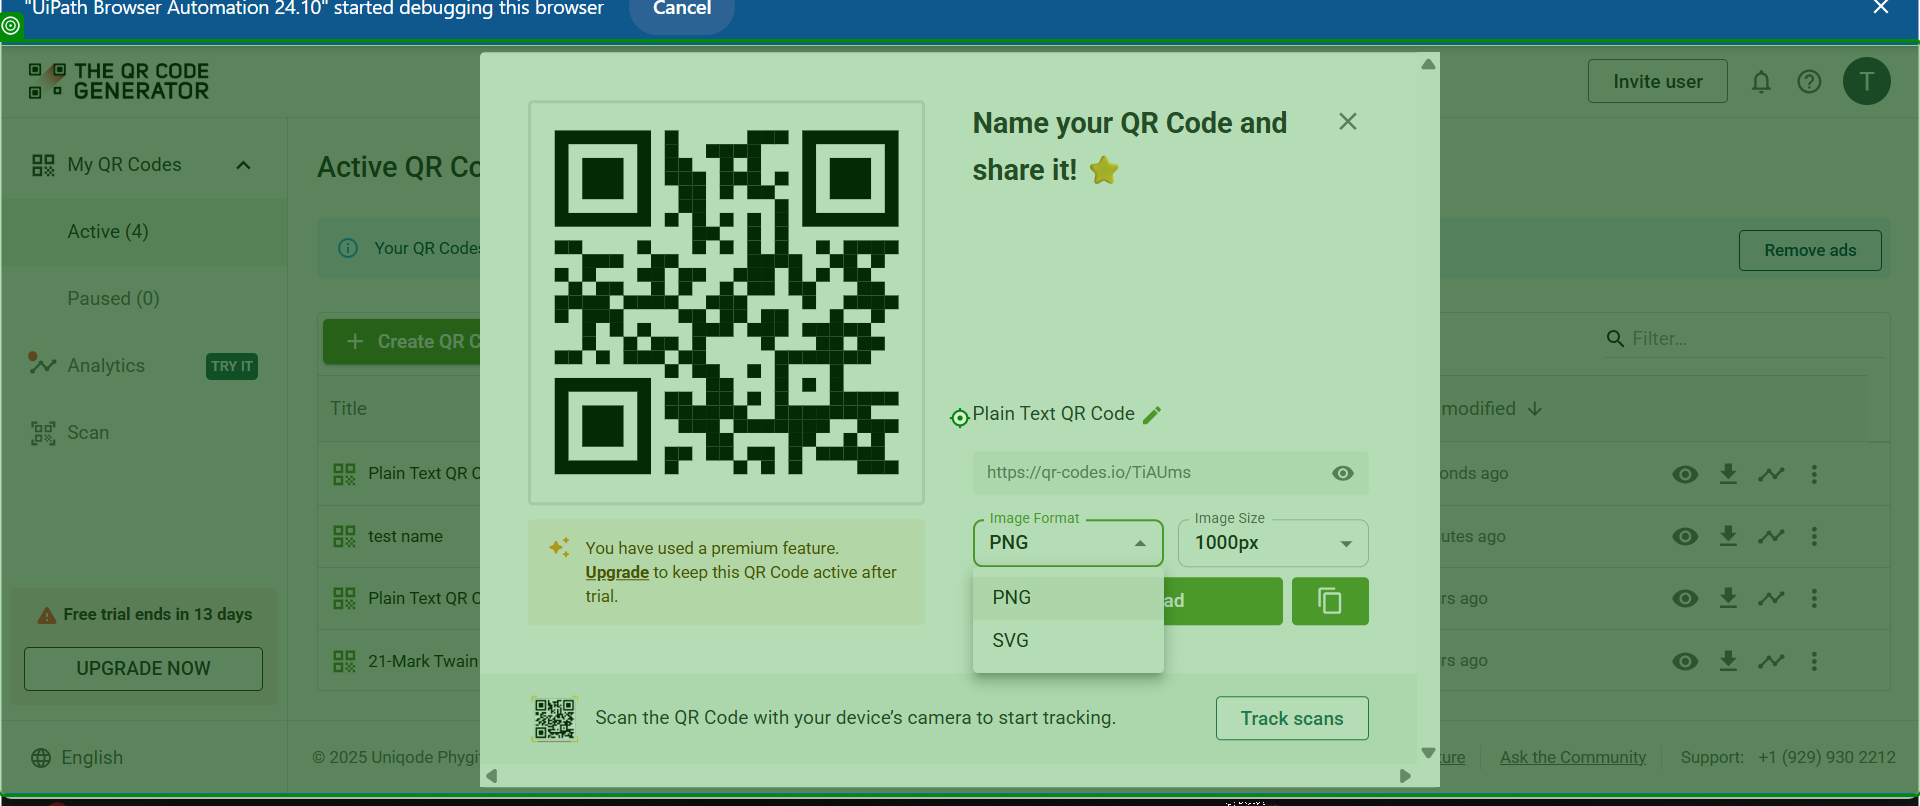 "UiPath Browser Automation 24.10" started debugging this browser
Cancel
THE QR CODE
GENERATOR
Invite user
T
My QR Codes
Active (4)
Paused (0)
Analytics
TRY IT
Scan
Free trial ends in 13 days
UPGRADE NOW
English
Active QR Co
Your QR Codes
Remove ads
Create QR C
Filter...
Title
modified
Plain Text QR C
onds ago
test name
utes ago
Plain Text QR C
rs ago
21-Mark Twain
rs ago
© 2025 Uniqode Phygi
ure
Ask the Community
Support: +1 (929) 930 2212
Name your QR Code and
share it!
Plain Text QR Code
https://qr-codes.io/TiAUms
Image Format
PNG
Image Size
1000px
PNG
SVG
ad
You have used a premium feature.
Upgrade to keep this QR Code active after
trial.
Scan the QR Code with your device’s camera to start tracking.
Track scans